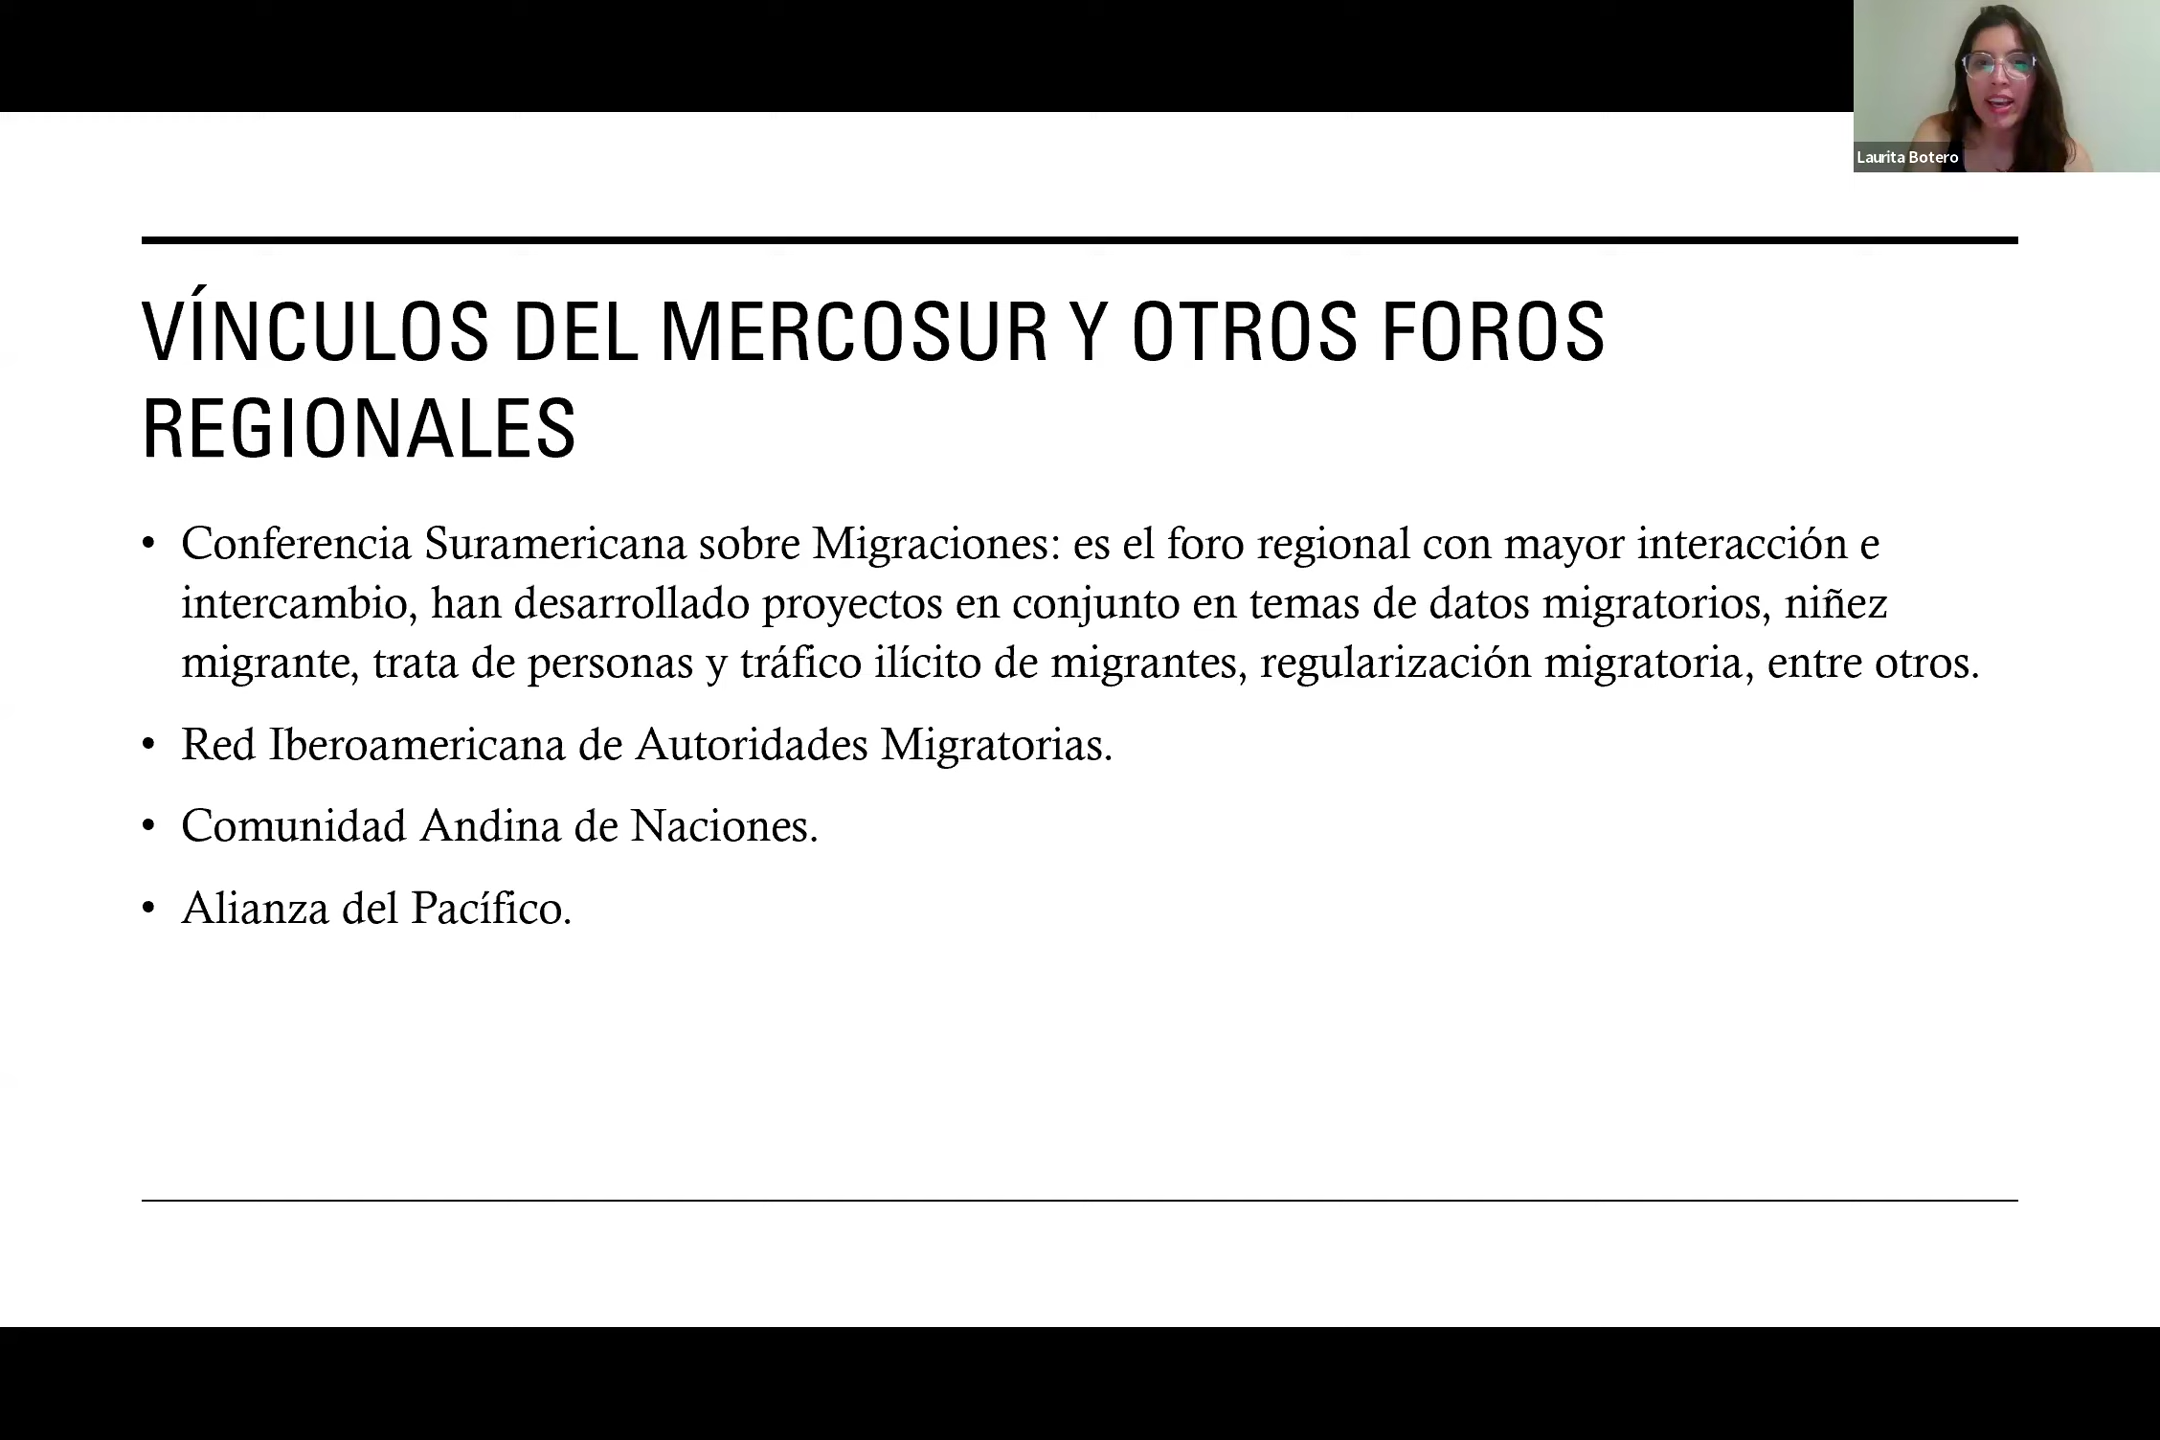 Laurita Botero
VÍNCULOS DEL MERCOSUR Y OTROS FOROS
REGIONALES
• Conferencia Suramericana sobre Migraciones: es el foro regional con mayor interacción e
intercambio, han desarrollado proyectos en conjunto en temas de datos migratorios, niñez
migrante, trata de personas y tráfico ilícito de migrantes, regularización migratoria, entre otros.
• Red Iberoamericana de Autoridades Migratorias.
• Comunidad Andina de Naciones.
• Alianza del Pacífico.